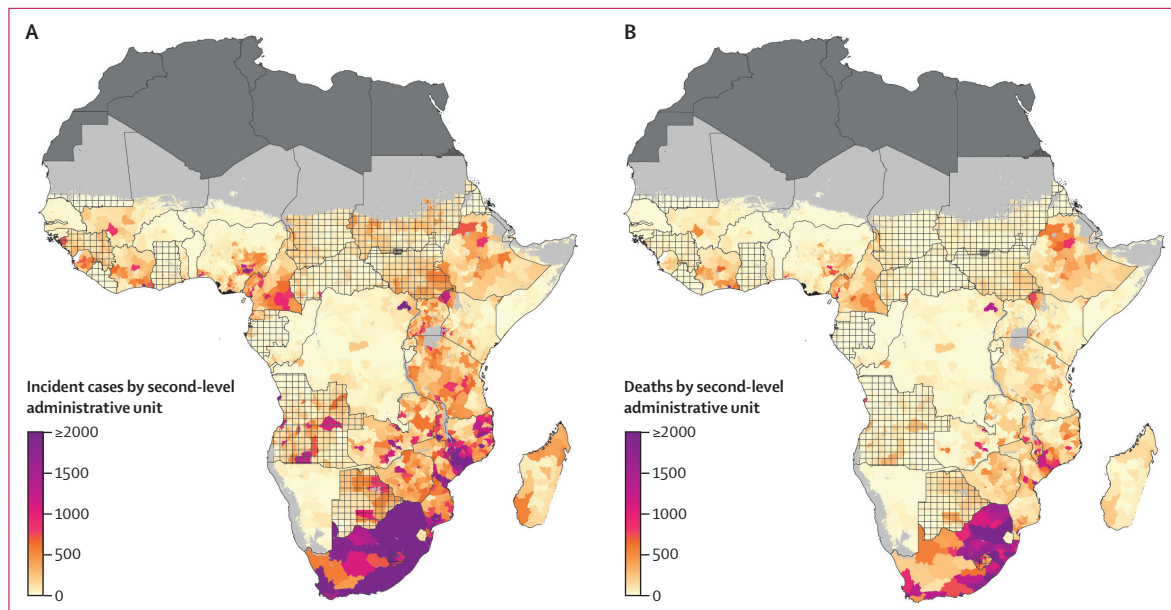 A
B
Incident cases by second-level
administrative unit
≥2000
1500
1000
500
0
Deaths by second-level
administrative unit
≥2000
1500
1000
500
0